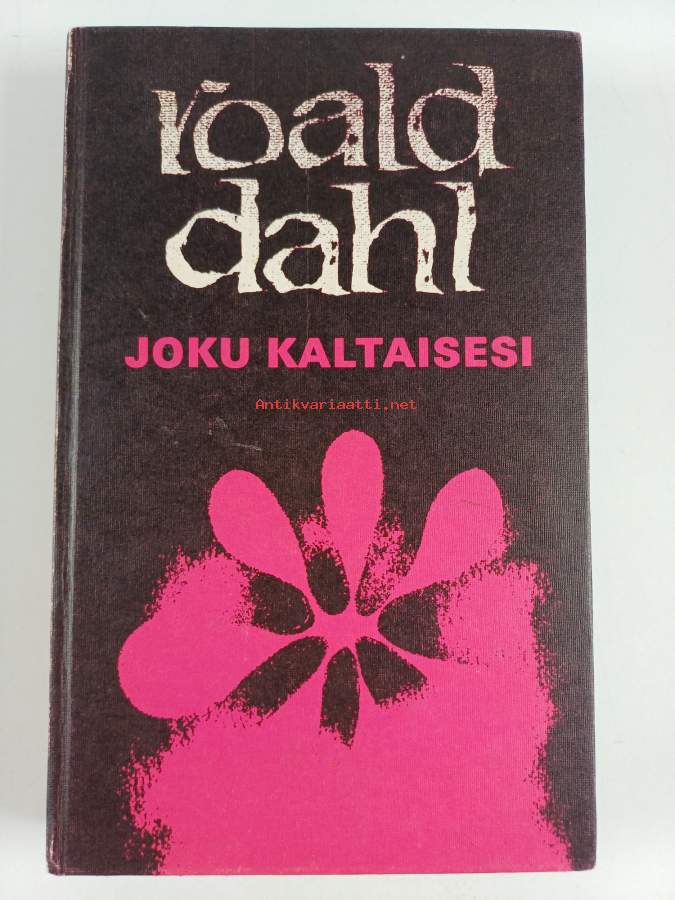 roald
dahl
JOKU KALTAISESI
Antikvariaatti.net